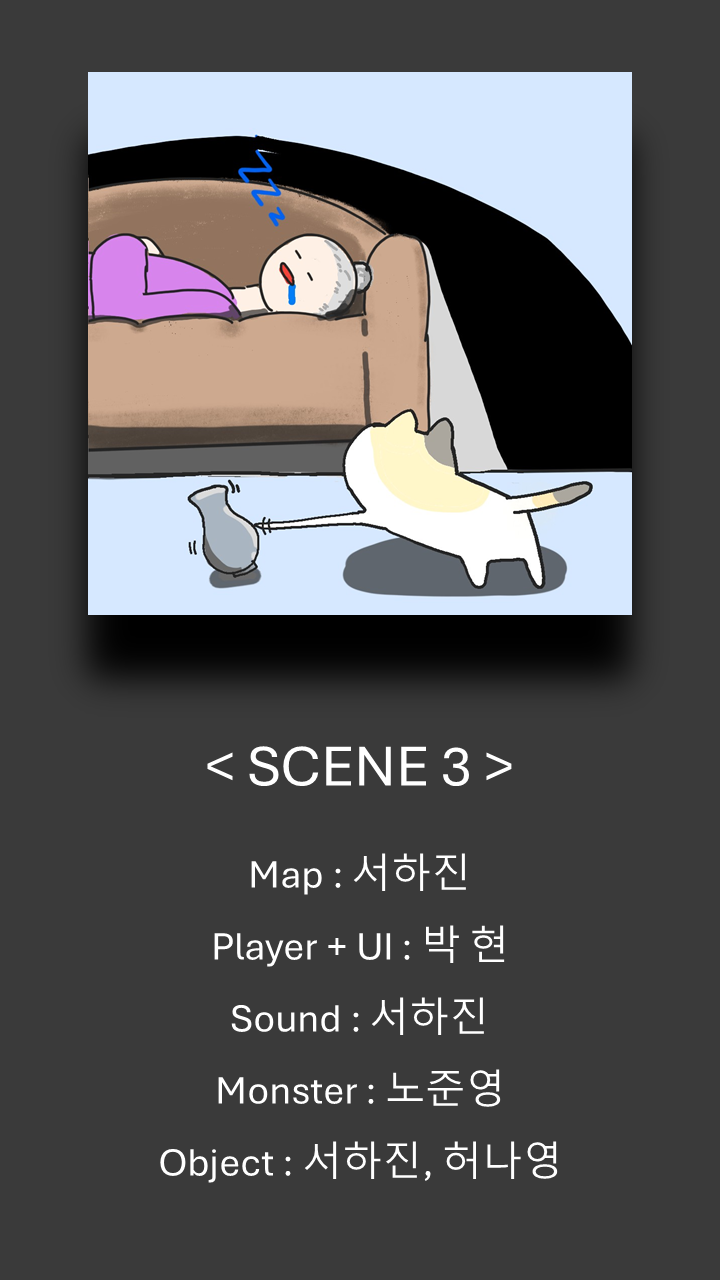 < SCENE 3 >
Map : 서하진
Player + UI : 박 현
Sound : 서하진
Monster : 노준영
Object : 서하진, 허나영